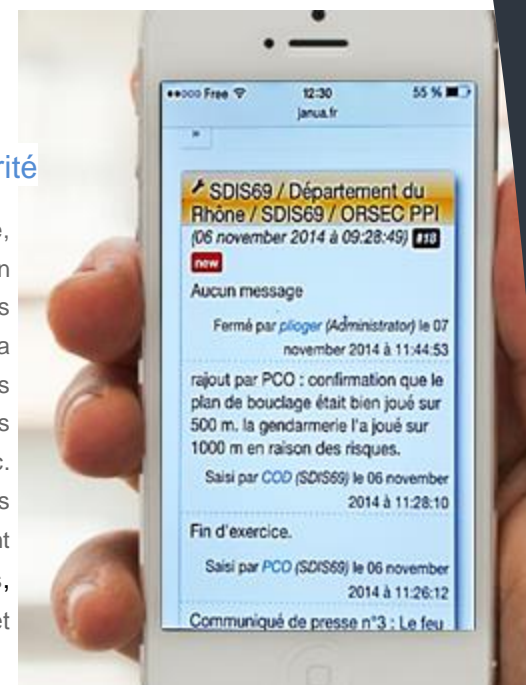 rité
e,
n
s
a
s
s
c.
s
nt
s,
et
Free 12:30 55 %
janua.fr
»
SDIS69 / Département du
Rhône / SDIS69 / ORSEC PPI
(06 november 2014 à 09:28:49) #18
new
Aucun message
Fermé par plioger (Administrator) le 07
november 2014 à 11:44:53
rajout par PCO : confirmation que le
plan de bouclage était bien joué sur
500 m. la gendarmerie l'a joué sur
1000 m en raison des risques.
Saisi par COD (SDIS69) le 06 november
2014 à 11:28:10
Fin d'exercice.
Saisi par PCO (SDIS69) le 06 november
2014 à 11:26:12
Communiqué de presse n°3 : Le feu